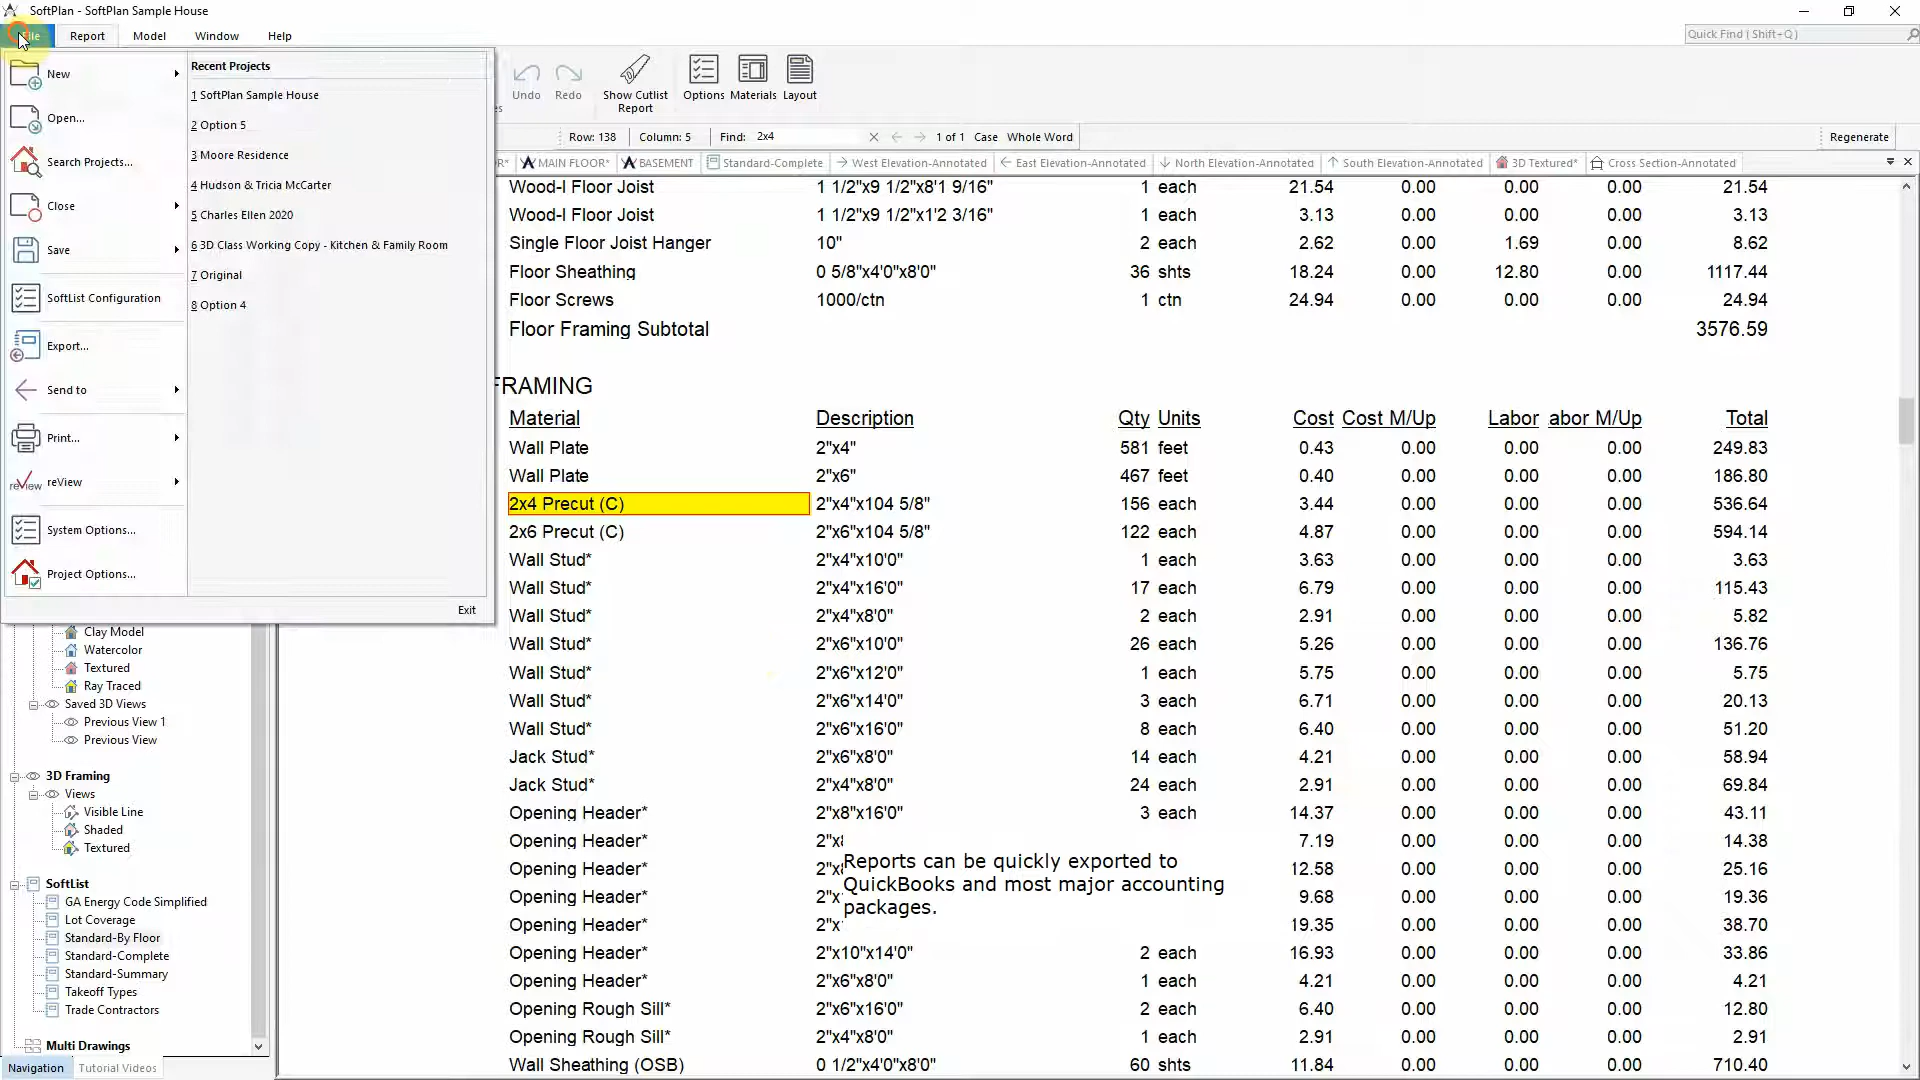 SoftPlan - SoftPlan Sample House
File Report Model Window Help
Quick Find ( Shift+Q )
New
Open...
Search Projects...
Close
Save
SoftList Configuration
Export...
Send to
Print...
reView
System Options...
Project Options...
Recent Projects
1 SoftPlan Sample House
2 Option 5
3 Moore Residence
4 Hudson & Tricia McCarter
5 Charles Ellen 2020
6 3D Class Working Copy - Kitchen & Family Room
7 Original
8 Option 4
Exit
Undo Redo Show Cutlist Report Options Materials Layout
Row: 138 Column: 5 Find: 2x4 1 of 1 Case Whole Word Regenerate
MAIN FLOOR* BASEMENT Standard-Complete West Elevation-Annotated East Elevation-Annotated North Elevation-Annotated South Elevation-Annotated 3D Textured* Cross Section-Annotated
Wood-I Floor Joist 1 1/2"x9 1/2"x8'1 9/16" 1 each 21.54 0.00 0.00 0.00 21.54
Wood-I Floor Joist 1 1/2"x9 1/2"x1'2 3/16" 1 each 3.13 0.00 0.00 0.00 3.13
Single Floor Joist Hanger 10" 2 each 2.62 0.00 1.69 0.00 8.62
Floor Sheathing 0 5/8"x4'0"x8'0" 36 shts 18.24 0.00 12.80 0.00 1117.44
Floor Screws 1000/ctn 1 ctn 24.94 0.00 0.00 0.00 24.94
Floor Framing Subtotal 3576.59
FRAMING
Material Description Qty Units Cost Cost M/Up Labor abor M/Up Total
Wall Plate 2"x4" 581 feet 0.43 0.00 0.00 0.00 249.83
Wall Plate 2"x6" 467 feet 0.40 0.00 0.00 0.00 186.80
2x4 Precut (C) 2"x4"x104 5/8" 156 each 3.44 0.00 0.00 0.00 536.64
2x6 Precut (C) 2"x6"x104 5/8" 122 each 4.87 0.00 0.00 0.00 594.14
Wall Stud* 2"x4"x10'0" 1 each 3.63 0.00 0.00 0.00 3.63
Wall Stud* 2"x4"x16'0" 17 each 6.79 0.00 0.00 0.00 115.43
Wall Stud* 2"x4"x8'0" 2 each 2.91 0.00 0.00 0.00 5.82
Wall Stud* 2"x6"x10'0" 26 each 5.26 0.00 0.00 0.00 136.76
Wall Stud* 2"x6"x12'0" 1 each 5.75 0.00 0.00 0.00 5.75
Wall Stud* 2"x6"x14'0" 3 each 6.71 0.00 0.00 0.00 20.13
Wall Stud* 2"x6"x16'0" 8 each 6.40 0.00 0.00 0.00 51.20
Jack Stud* 2"x6"x8'0" 14 each 4.21 0.00 0.00 0.00 58.94
Jack Stud* 2"x4"x8'0" 24 each 2.91 0.00 0.00 0.00 69.84
Opening Header* 2"x8"x16'0" 3 each 14.37 0.00 0.00 0.00 43.11
Opening Header* 7.19 0.00 0.00 0.00 14.38
Opening Header* 12.58 0.00 0.00 0.00 25.16
Opening Header* 2"x 9.68 0.00 0.00 0.00 19.36
Opening Header* 2"x 19.35 0.00 0.00 0.00 38.70
Opening Header* 2"x10"x14'0" 2 each 16.93 0.00 0.00 0.00 33.86
Opening Header* 2"x6"x8'0" 1 each 4.21 0.00 0.00 0.00 4.21
Opening Rough Sill* 2"x6"x16'0" 2 each 6.40 0.00 0.00 0.00 12.80
Opening Rough Sill* 2"x4"x8'0" 1 each 2.91 0.00 0.00 0.00 2.91
Wall Sheathing (OSB) 0 1/2"x4'0"x8'0" 60 shts 11.84 0.00 0.00 0.00 710.40
Reports can be quickly exported to
QuickBooks and most major accounting
packages.
Clay Model
Watercolor
Textured
Ray Traced
Saved 3D Views
Previous View 1
Previous View
3D Framing
Views
Visible Line
Shaded
Textured
SoftList
GA Energy Code Simplified
Lot Coverage
Standard-By Floor
Standard-Complete
Standard-Summary
Takeoff Types
Trade Contractors
Multi Drawings
Navigation Tutorial Videos